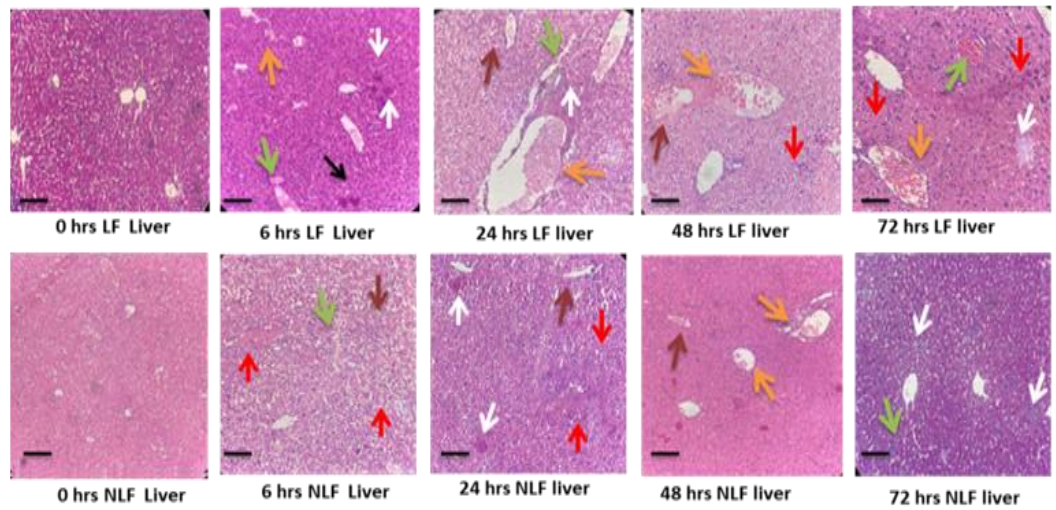 0 hrs LF Liver
6 hrs LF Liver
24 hrs LF liver
48 hrs LF liver
72 hrs LF liver
0 hrs NLF Liver
6 hrs NLF Liver
24 hrs NLF liver
48 hrs NLF liver
72 hrs NLF liver